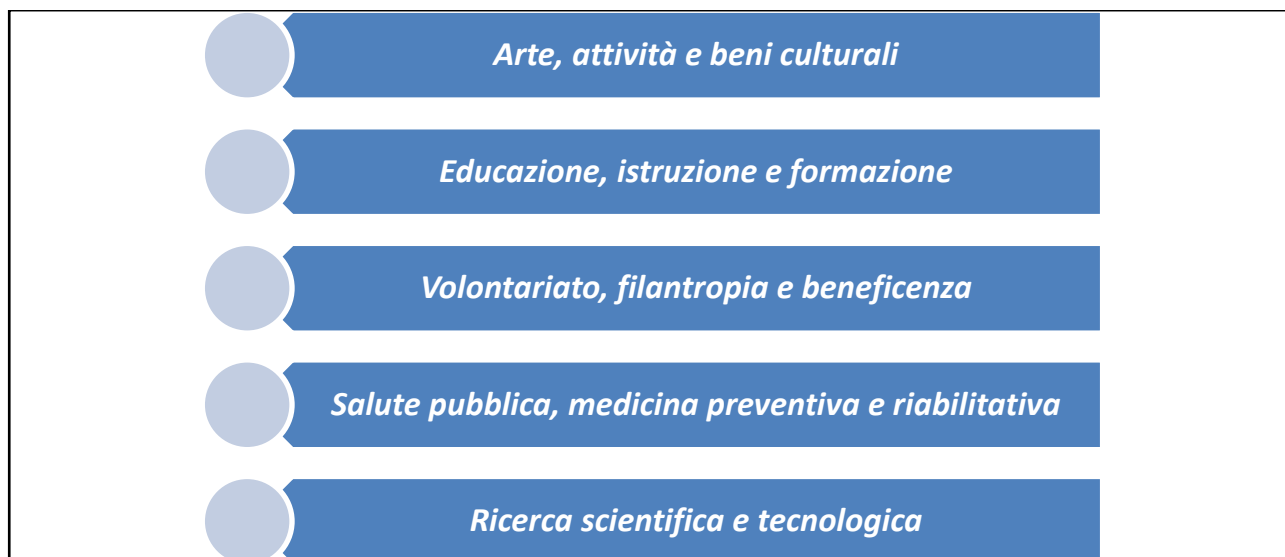 Arte, attività e beni culturali
Educazione, istruzione e formazione
Volontariato, filantropia e beneficenza
Salute pubblica, medicina preventiva e riabilitativa
Ricerca scientifica e tecnologica